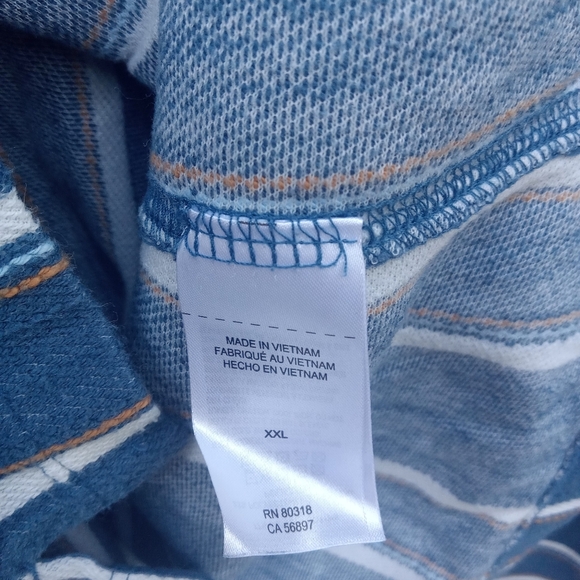 MADE IN VIETNAM
FABRIQUÉ AU VIETNAM
HECHO EN VIETNAM
XXL
RN 80318
CA 56897